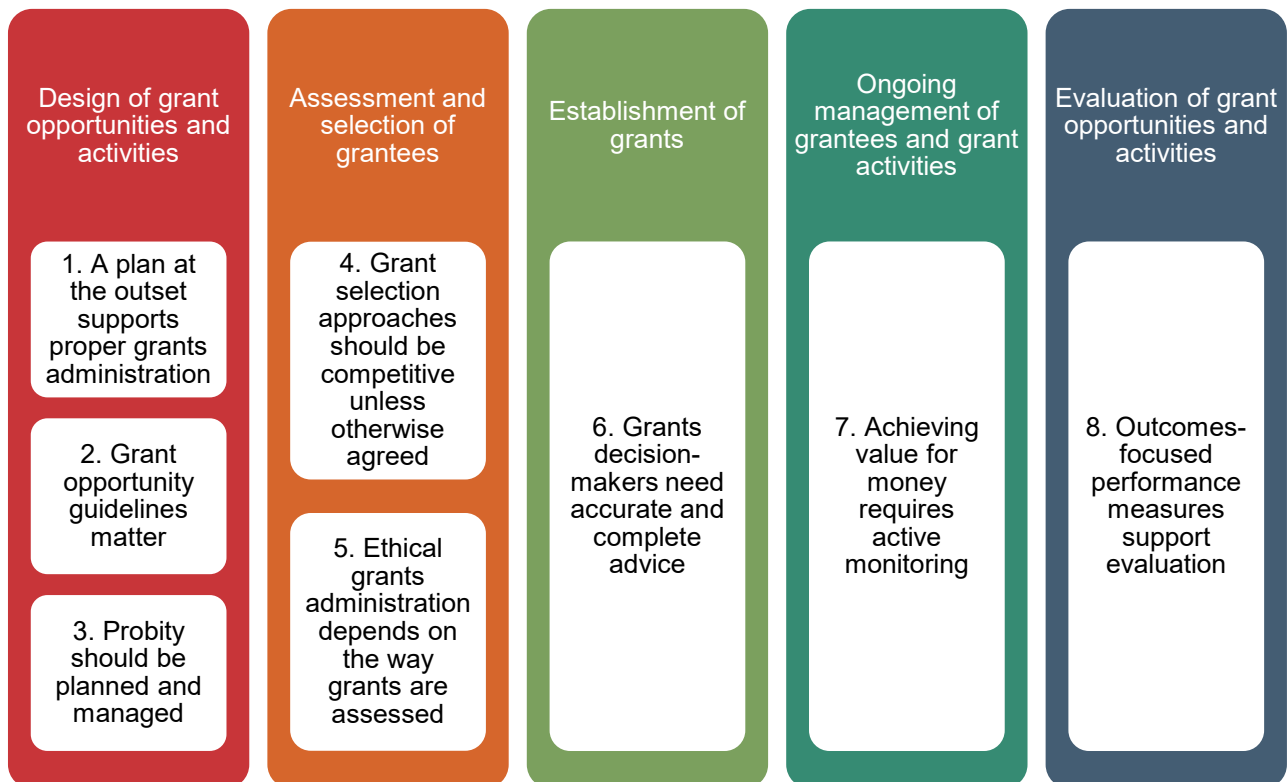 Design of grant
opportunities and
activities
1. A plan at
the outset
supports
proper grants
administration
2. Grant
opportunity
guidelines
matter
3. Probity
should be
planned and
managed
Assessment and
selection of
grantees
4. Grant
selection
approaches
should be
competitive
unless
otherwise
agreed
5. Ethical
grants
administration
depends on
the way
grants are
assessed
Establishment of
grants
6. Grants
decision-
makers need
accurate and
complete
advice
Ongoing
management of
grantees and grant
activities
7. Achieving
value for
money
requires
active
monitoring
Evaluation of grant
opportunities and
activities
8. Outcomes-
focused
performance
measures
support
evaluation